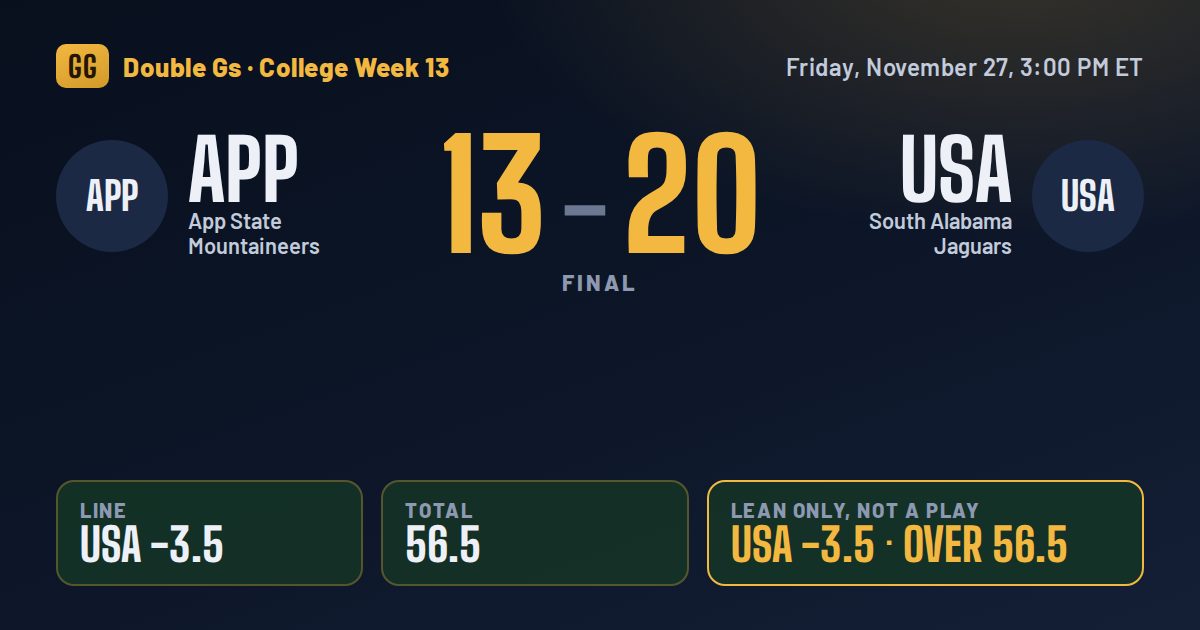 GG Double Gs · College Week 13
Friday, November 27, 3:00 PM ET
APP
APP
App State
Mountaineers
13 – 20
FINAL
USA
South Alabama
Jaguars
USA
LINE
USA −3.5
TOTAL
56.5
LEAN ONLY, NOT A PLAY
USA −3.5 · OVER 56.5